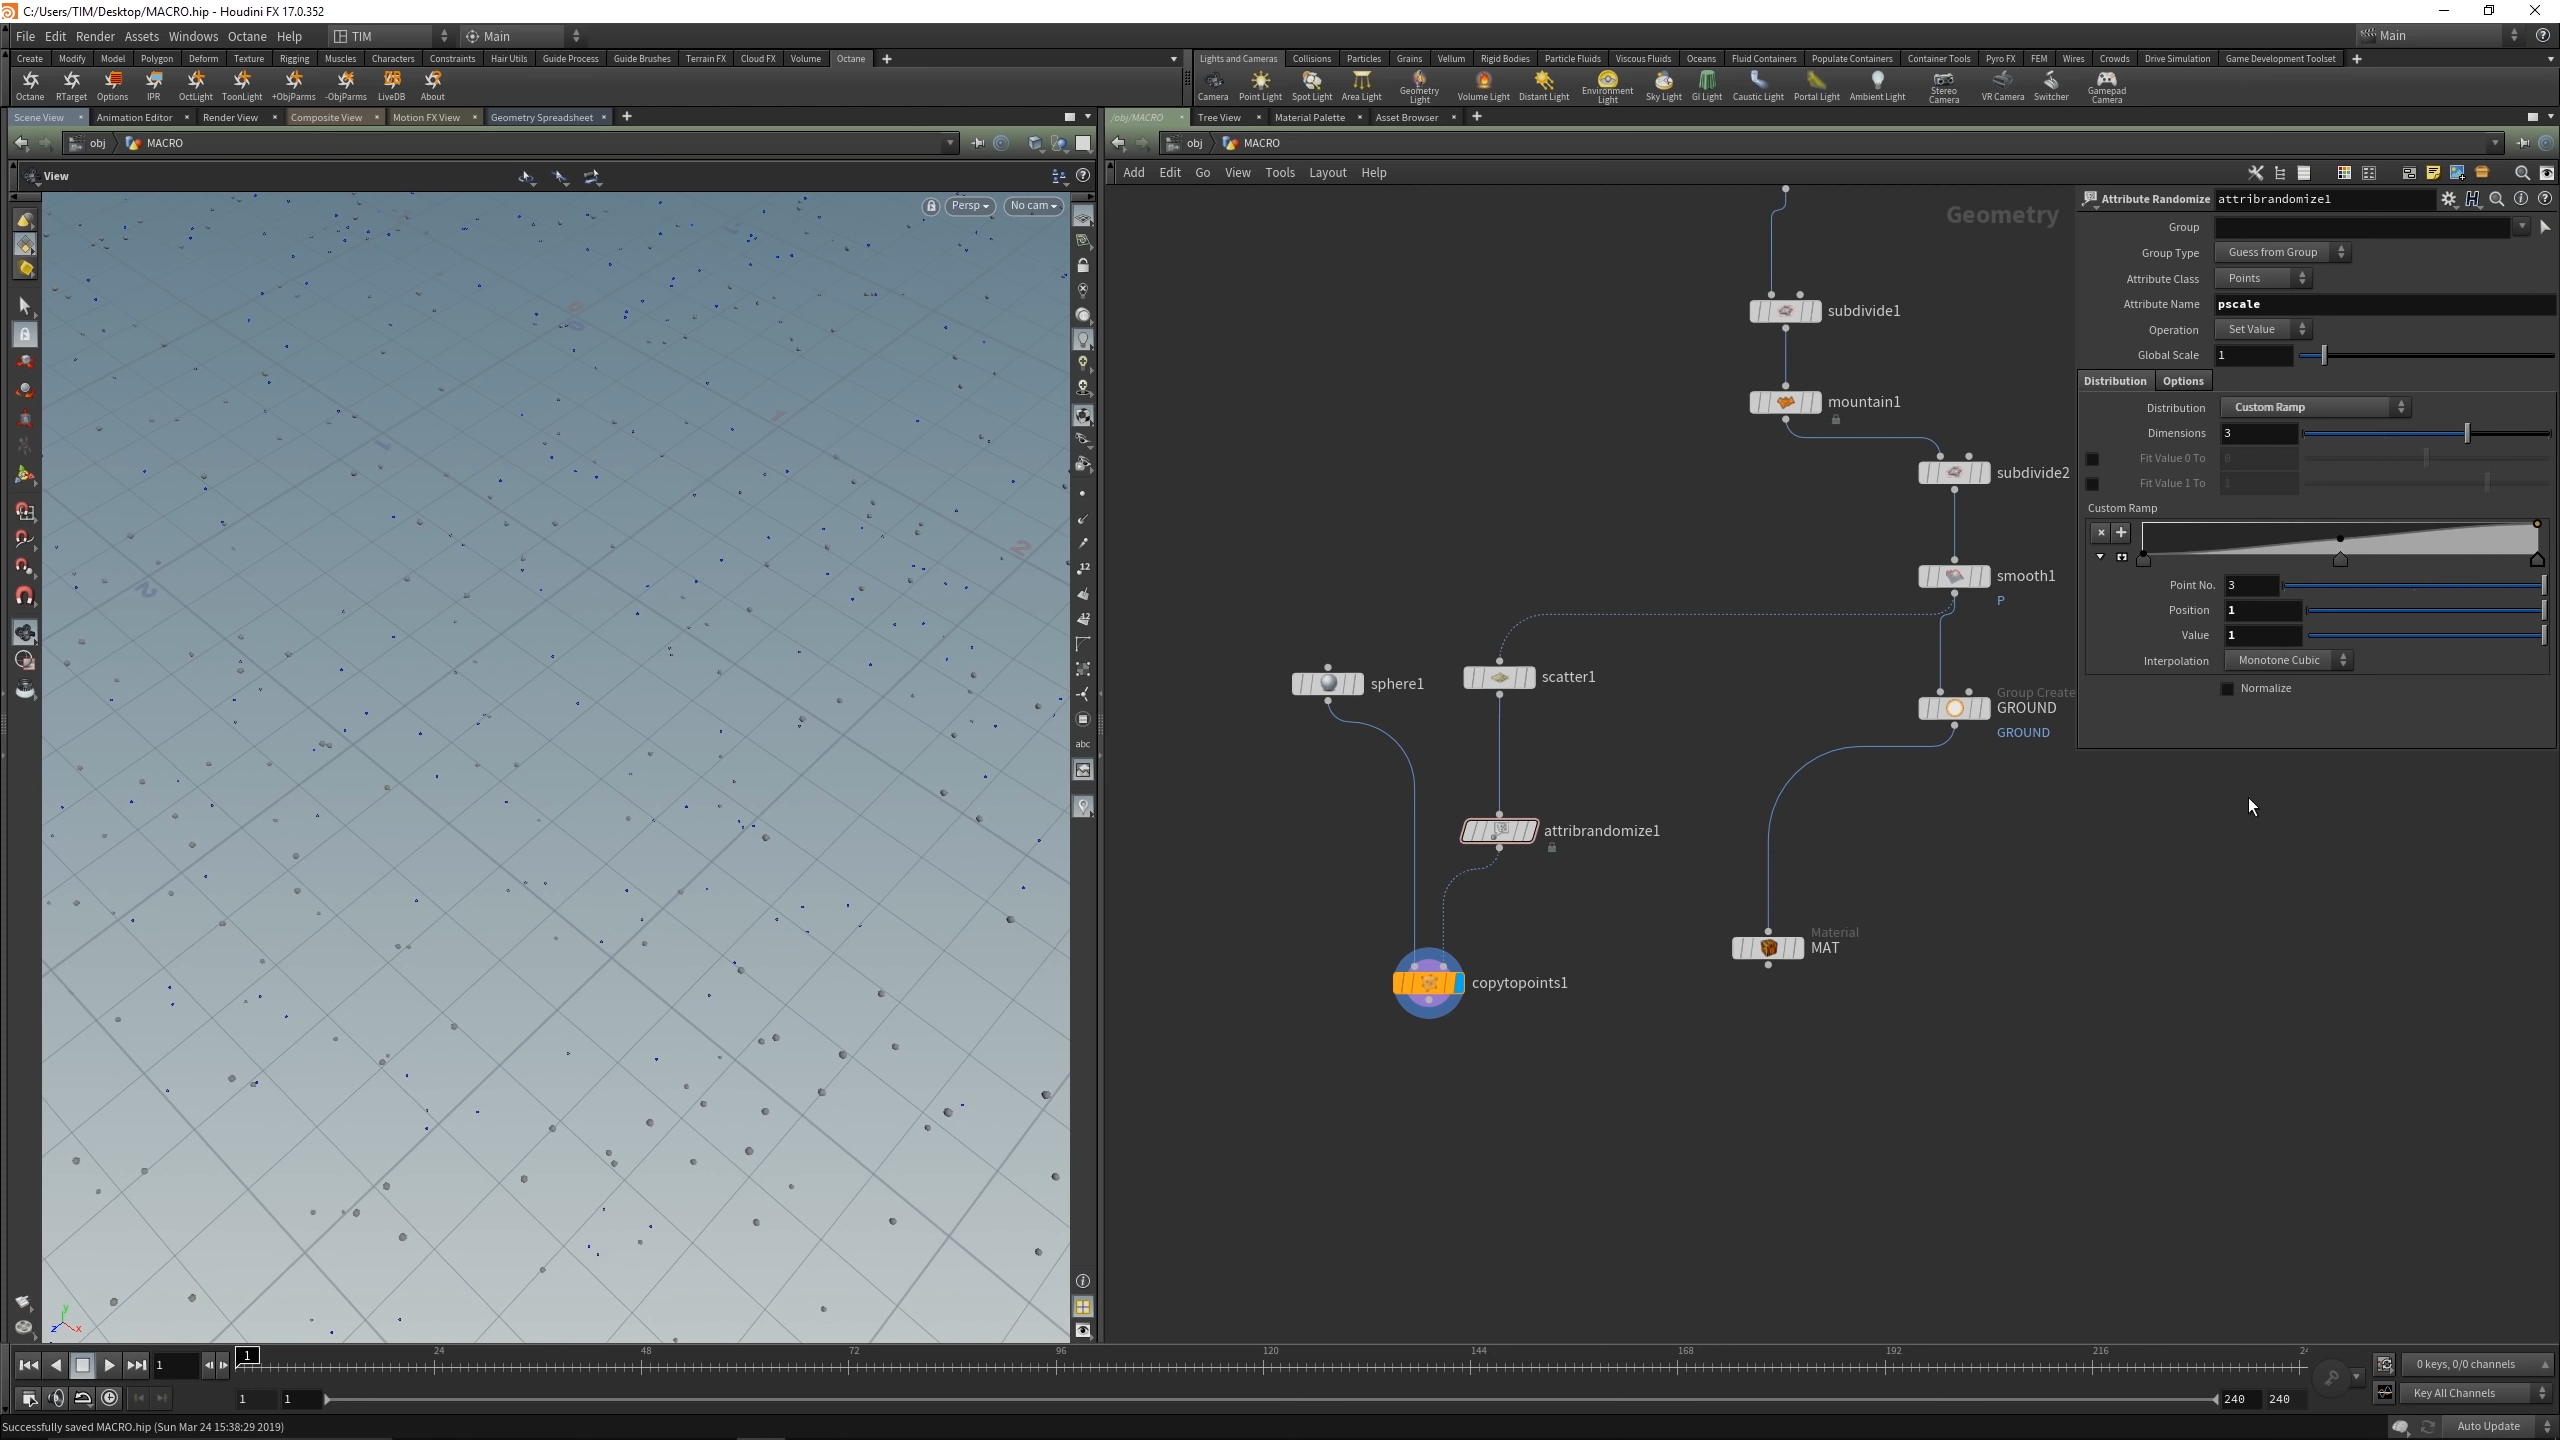 C:/Users/TIM/Desktop/MACRO.hip - Houdini FX 17.0.352
File Edit Render Assets Windows Octane Help TIM Main Main
Create Modify Model Polygon Deform Texture Rigging Muscles Characters Constraints Hair Utils Guide Process Guide Brushes Terrain FX Cloud FX Volume Octane
Lights and Cameras Collisions Particles Grains Vellum Rigid Bodies Particle Fluids Viscous Fluids Oceans Fluid Containers Populate Containers Container Tools Pyro FX FEM Wires Crowds Drive Simulation Game Development Toolset
Octane RTarget Options IPR OctLight ToonLight +ObjParms -ObjParms LiveDB About
Camera Point Light Spot Light Area Light Geometry Light Volume Light Distant Light Environment Light Sky Light GI Light Caustic Light Portal Light Ambient Light Stereo Camera VR Camera Switcher Gamepad Camera
Scene View Animation Editor Render View Composite View Motion FX View Geometry Spreadsheet
/obj/MACRO Tree View Material Palette Asset Browser
obj MACRO
obj MACRO
View
Add Edit Go View Tools Layout Help
Persp No cam
Geometry
Attribute Randomize attribrandomize1
Group
Group Type Guess from Group
Attribute Class Points
Attribute Name pscale
Operation Set Value
Global Scale 1
Distribution Options
Distribution Custom Ramp
Dimensions 3
Fit Value 0 To 0
Fit Value 1 To 1
Custom Ramp
Point No. 3
Position 1
Value 1
Interpolation Monotone Cubic
Normalize
subdivide1
mountain1
subdivide2
smooth1
P
sphere1
scatter1
Group Create
GROUND
GROUND
attribrandomize1
Material
MAT
copytopoints1
12
12
abc
1
1
2
2
y
z x
1 1 24 48 72 96 120 144 168 192 216
0 keys, 0/0 channels
1 1 240 240
Key All Channels
Successfully saved MACRO.hip (Sun Mar 24 15:38:29 2019)
Auto Update